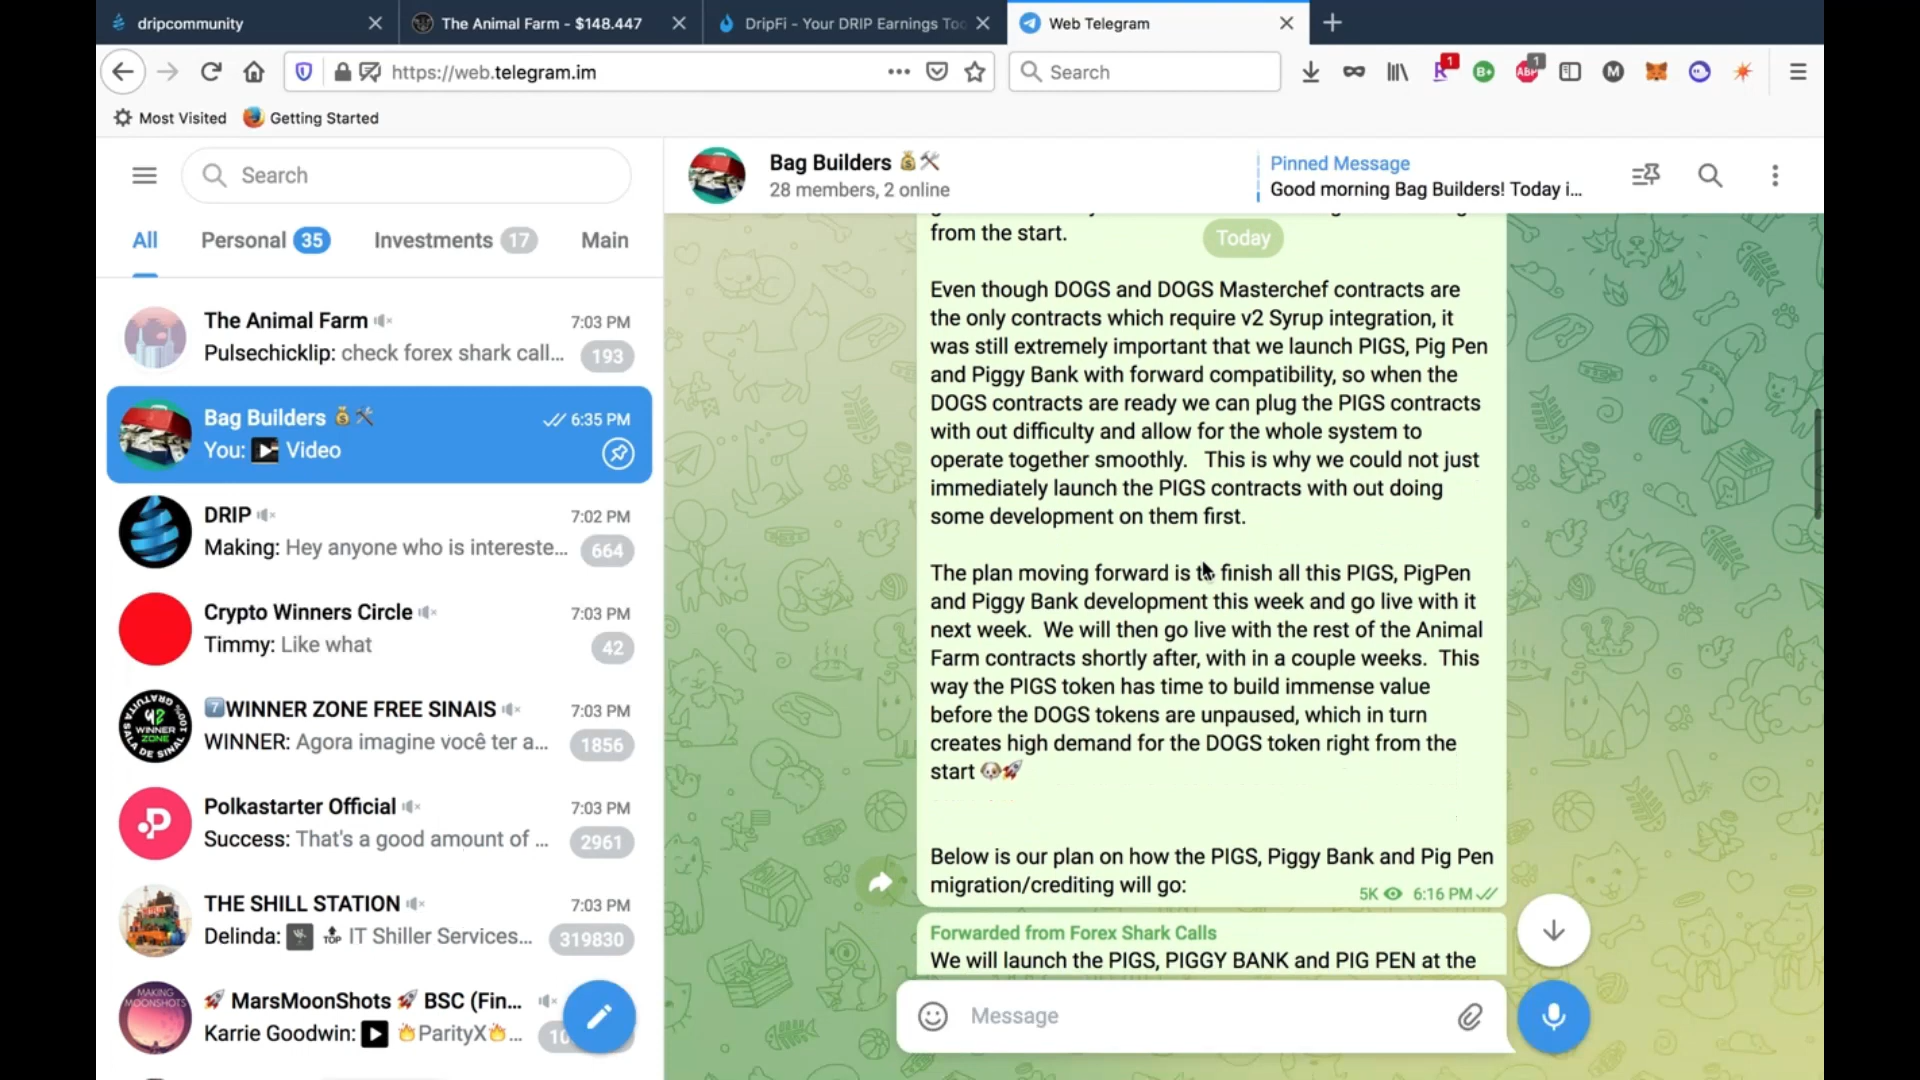 dripcommunity
The Animal Farm - $148.447
DripFi - Your DRIP Earnings Too
Web Telegram
https://web.telegram.im
Search
1
B+
ABP
1
M
Most Visited
Getting Started
Search
All
Personal 35
Investments 17
Main
The Animal Farm
7:03 PM
Pulsechicklip: check forex shark call...
193
Bag Builders 💰🛠
6:35 PM
You: Video
DRIP
7:02 PM
Making: Hey anyone who is intereste...
664
Crypto Winners Circle
7:03 PM
Timmy: Like what
42
7️⃣WINNER ZONE FREE SINAIS
7:03 PM
WINNER: Agora imagine você ter a...
1856
Polkastarter Official
7:03 PM
Success: That's a good amount of ...
2961
THE SHILL STATION
7:03 PM
Delinda: 🔝 IT Shiller Services...
319830
MAKING
MOONSHOTS
🚀 MarsMoonShots 🚀 BSC (Fin...
Karrie Goodwin: 🔥ParityX🔥...
Bag Builders 💰🛠
28 members, 2 online
Pinned Message
Good morning Bag Builders! Today i...
from the start.
Today
Even though DOGS and DOGS Masterchef contracts are
the only contracts which require v2 Syrup integration, it
was still extremely important that we launch PIGS, Pig Pen
and Piggy Bank with forward compatibility, so when the
DOGS contracts are ready we can plug the PIGS contracts
with out difficulty and allow for the whole system to
operate together smoothly. This is why we could not just
immediately launch the PIGS contracts with out doing
some development on them first.
The plan moving forward is to finish all this PIGS, PigPen
and Piggy Bank development this week and go live with it
next week. We will then go live with the rest of the Animal
Farm contracts shortly after, with in a couple weeks. This
way the PIGS token has time to build immense value
before the DOGS tokens are unpaused, which in turn
creates high demand for the DOGS token right from the
start 🐶🚀
Below is our plan on how the PIGS, Piggy Bank and Pig Pen
migration/crediting will go:
5K 6:16 PM
Forwarded from Forex Shark Calls
We will launch the PIGS, PIGGY BANK and PIG PEN at the
Message